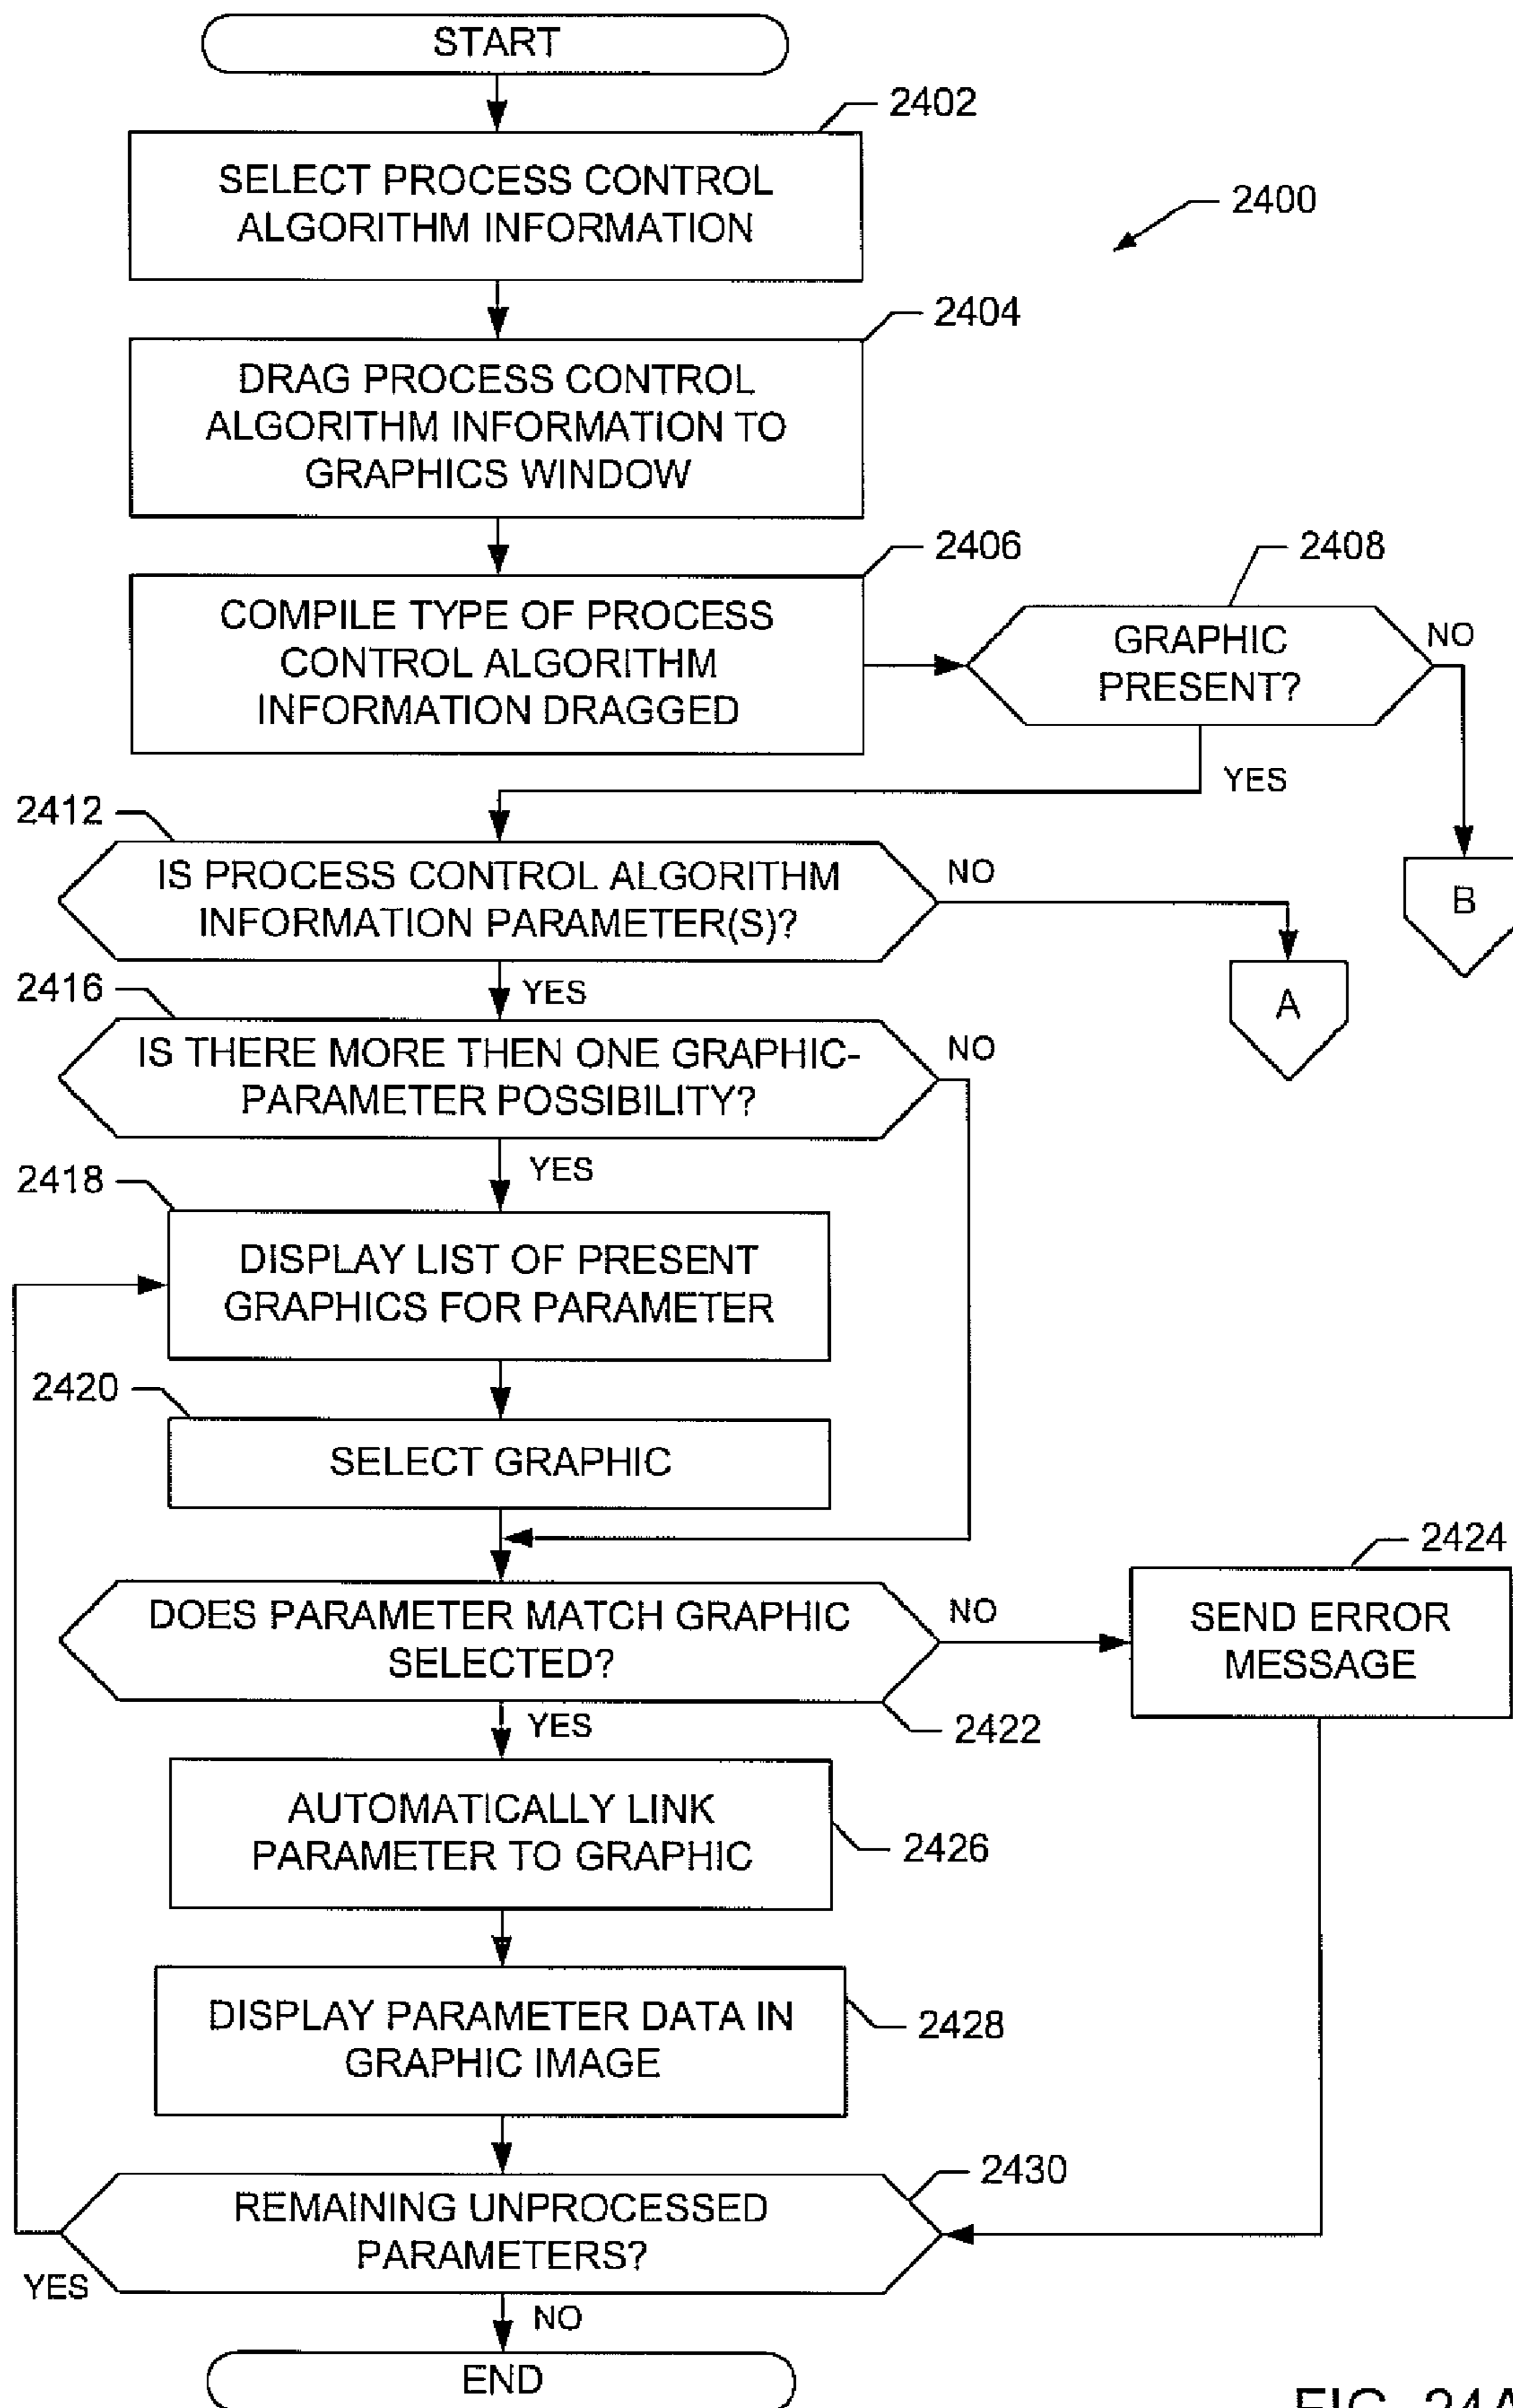 START
2402
SELECT PROCESS CONTROL
ALGORITHM INFORMATION
2400
2404
DRAG PROCESS CONTROL
ALGORITHM INFORMATION TO
GRAPHICS WINDOW
2406
COMPILE TYPE OF PROCESS
CONTROL ALGORITHM
INFORMATION DRAGGED
2408
GRAPHIC
PRESENT?
NO
YES
B
2412
IS PROCESS CONTROL ALGORITHM
INFORMATION PARAMETER(S)?
NO
A
YES
2416
IS THERE MORE THEN ONE GRAPHIC-
PARAMETER POSSIBILITY?
NO
YES
2418
DISPLAY LIST OF PRESENT
GRAPHICS FOR PARAMETER
2420
SELECT GRAPHIC
DOES PARAMETER MATCH GRAPHIC
SELECTED?
NO
2422
2424
SEND ERROR
MESSAGE
YES
AUTOMATICALLY LINK
PARAMETER TO GRAPHIC
2426
DISPLAY PARAMETER DATA IN
GRAPHIC IMAGE
2428
2430
REMAINING UNPROCESSED
PARAMETERS?
YES
NO
END
FIG. 24A